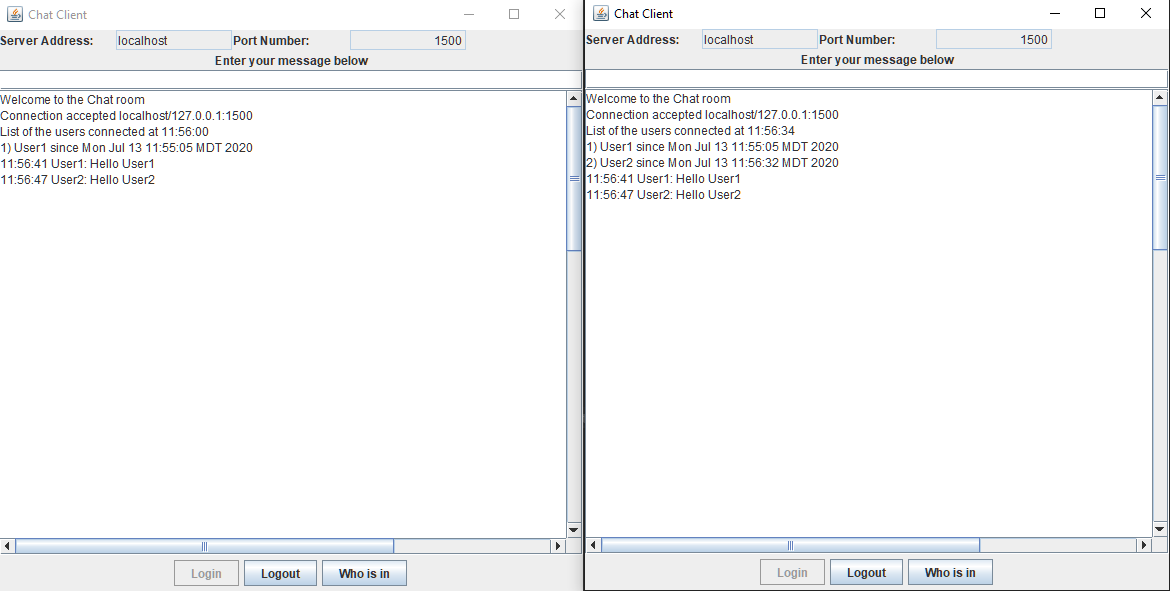 Chat Client
Server Address: localhost Port Number: 1500
Enter your message below
Welcome to the Chat room
Connection accepted localhost/127.0.0.1:1500
List of the users connected at 11:56:00
1) User1 since Mon Jul 13 11:55:05 MDT 2020
11:56:41 User1: Hello User1
11:56:47 User2: Hello User2
Login Logout Who is in
Chat Client
Server Address: localhost Port Number: 1500
Enter your message below
Welcome to the Chat room
Connection accepted localhost/127.0.0.1:1500
List of the users connected at 11:56:34
1) User1 since Mon Jul 13 11:55:05 MDT 2020
2) User2 since Mon Jul 13 11:56:32 MDT 2020
11:56:41 User1: Hello User1
11:56:47 User2: Hello User2
Login Logout Who is in